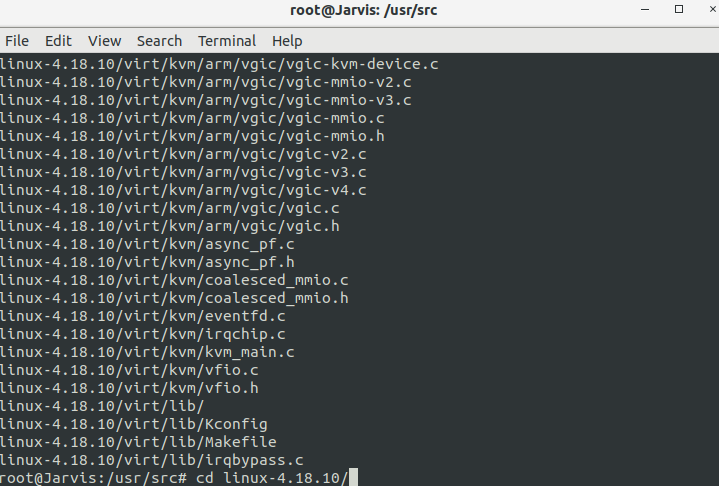 root@Jarvis: /usr/src
File Edit View Search Terminal Help
linux-4.18.10/virt/kvm/arm/vgic/vgic-kvm-device.c
linux-4.18.10/virt/kvm/arm/vgic/vgic-mmio-v2.c
linux-4.18.10/virt/kvm/arm/vgic/vgic-mmio-v3.c
linux-4.18.10/virt/kvm/arm/vgic/vgic-mmio.c
linux-4.18.10/virt/kvm/arm/vgic/vgic-mmio.h
linux-4.18.10/virt/kvm/arm/vgic/vgic-v2.c
linux-4.18.10/virt/kvm/arm/vgic/vgic-v3.c
linux-4.18.10/virt/kvm/arm/vgic/vgic-v4.c
linux-4.18.10/virt/kvm/arm/vgic/vgic.c
linux-4.18.10/virt/kvm/arm/vgic/vgic.h
linux-4.18.10/virt/kvm/async_pf.c
linux-4.18.10/virt/kvm/async_pf.h
linux-4.18.10/virt/kvm/coalesced_mmio.c
linux-4.18.10/virt/kvm/coalesced_mmio.h
linux-4.18.10/virt/kvm/eventfd.c
linux-4.18.10/virt/kvm/irqchip.c
linux-4.18.10/virt/kvm/kvm_main.c
linux-4.18.10/virt/kvm/vfio.c
linux-4.18.10/virt/kvm/vfio.h
linux-4.18.10/virt/lib/
linux-4.18.10/virt/lib/Kconfig
linux-4.18.10/virt/lib/Makefile
linux-4.18.10/virt/lib/irqbypass.c
root@Jarvis:/usr/src# cd linux-4.18.10/